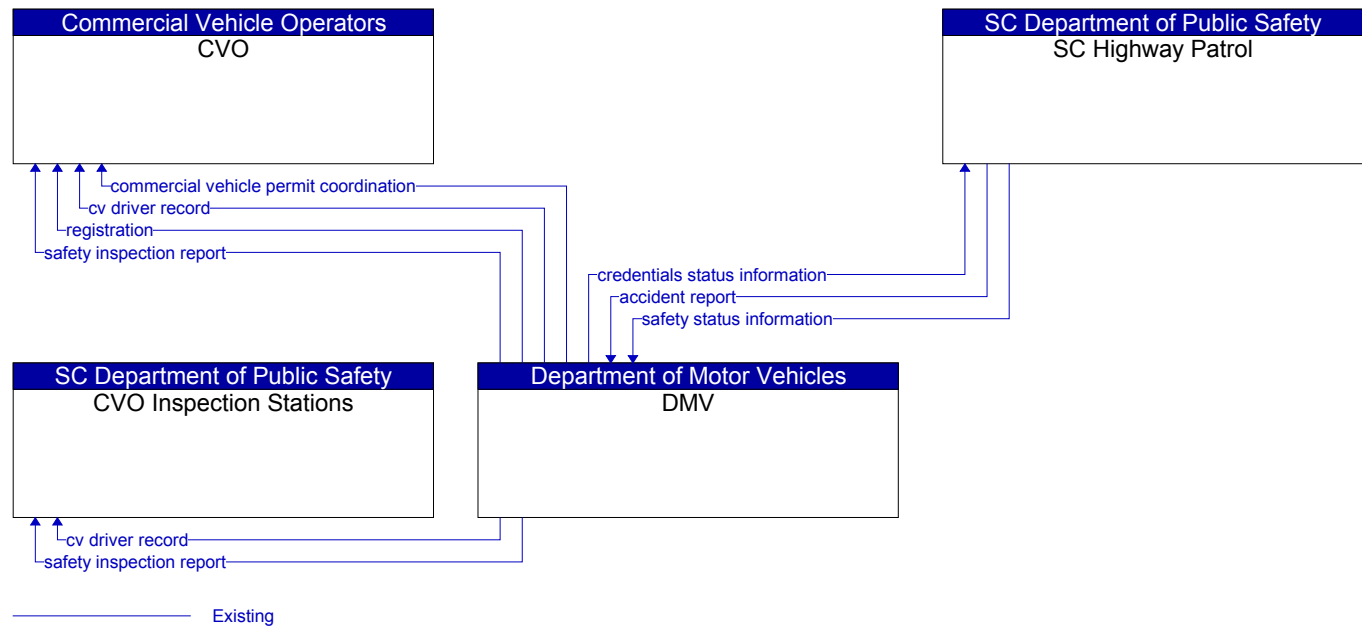 Commercial Vehicle Operators
CVO
SC Department of Public Safety
SC Highway Patrol
commercial vehicle permit coordination
cv driver record
registration
safety inspection report
credentials status information
accident report
safety status information
SC Department of Public Safety
CVO Inspection Stations
Department of Motor Vehicles
DMV
cv driver record
safety inspection report
Existing